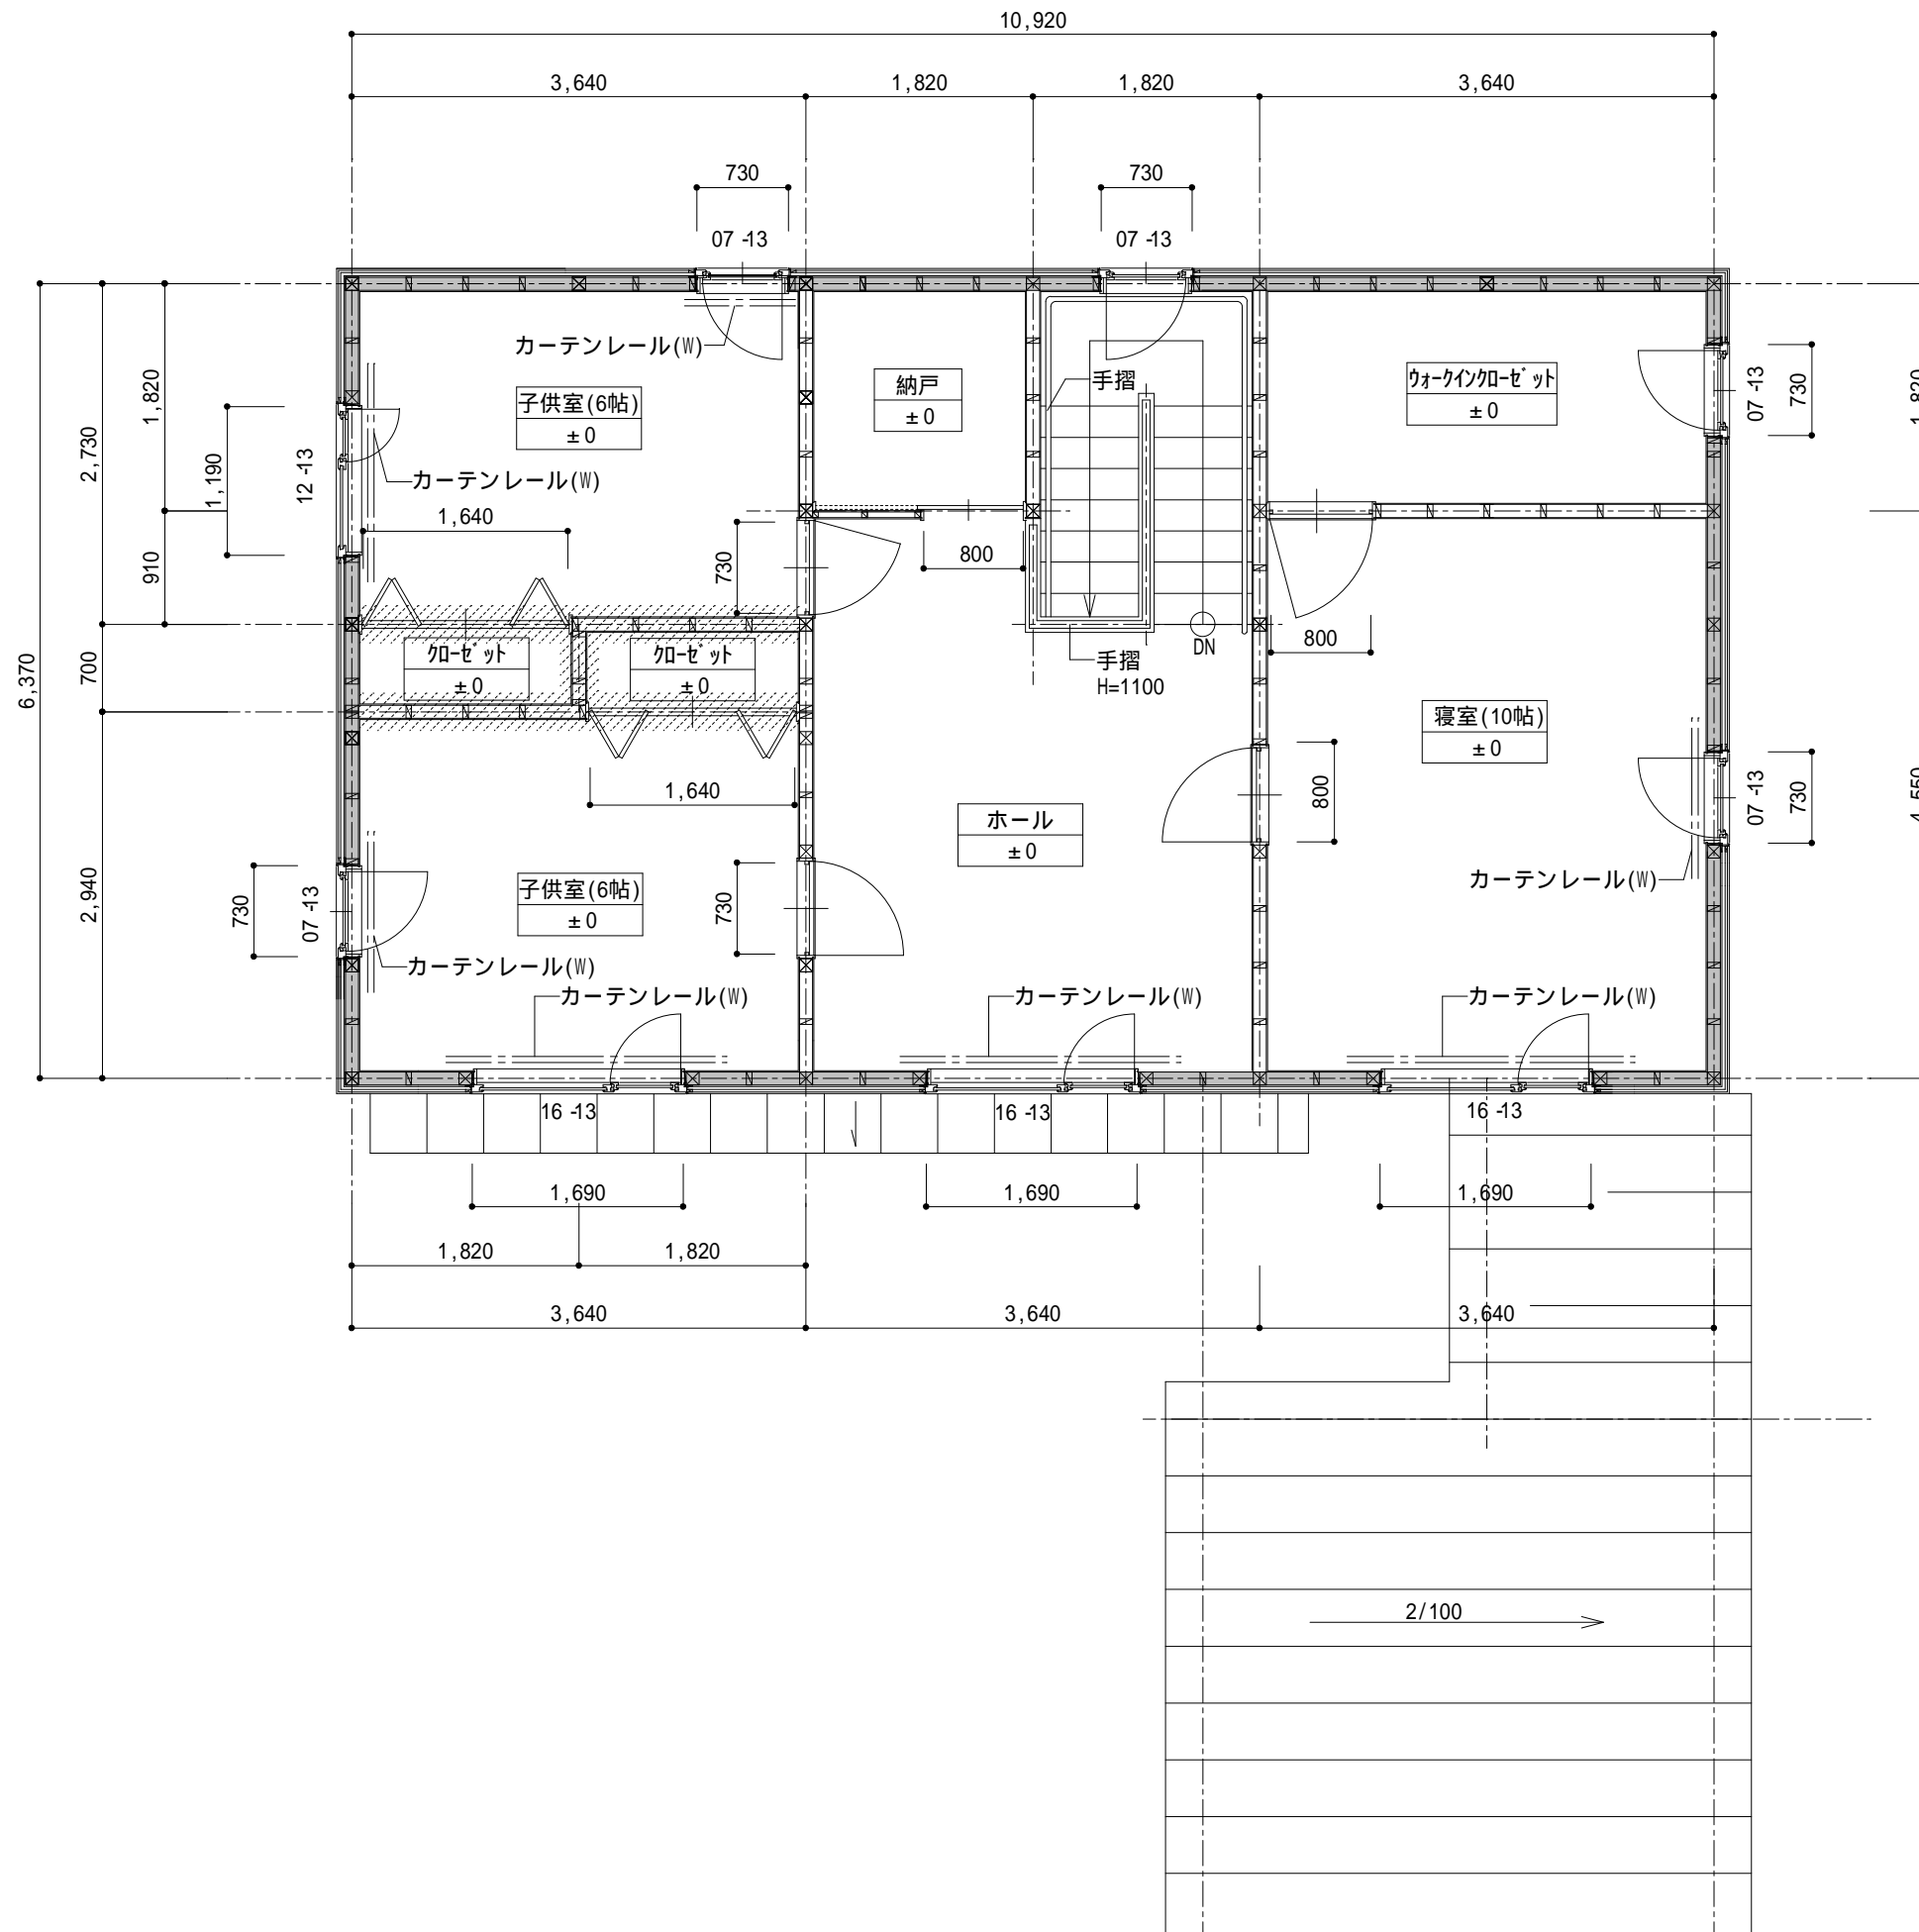 10,920
3,640
1,820
1,820
3,640
730
730
07 -13
07 -13
カーテンレール(W)
手摺
納戸
±0
ウォークインクローゼット
±0
07 -13
730
1,820
子供室(6帖)
±0
1,820
2,730
1,190
12 -13
カーテンレール(W)
1,640
910
730
800
800
DN
手摺
H=1100
クローゼット
±0
クローゼット
±0
700
6,370
寝室(10帖)
±0
1,640
800
07 -13
730
4,550
ホール
±0
カーテンレール(W)
子供室(6帖)
±0
730
2,940
730
07 -13
カーテンレール(W)
カーテンレール(W)
カーテンレール(W)
カーテンレール(W)
16 -13
16 -13
16 -13
1,690
1,690
1,690
1,820
1,820
3,640
3,640
3,640
2/100